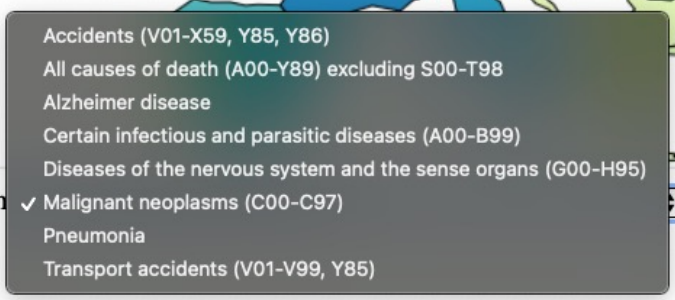 Accidents (V01-X59, Y85, Y86)
All causes of death (A00-Y89) excluding S00-T98
Alzheimer disease
Certain infectious and parasitic diseases (A00-B99)
Diseases of the nervous system and the sense organs (G00-H95)
✓ Malignant neoplasms (C00-C97)
Pneumonia
Transport accidents (V01-V99, Y85)